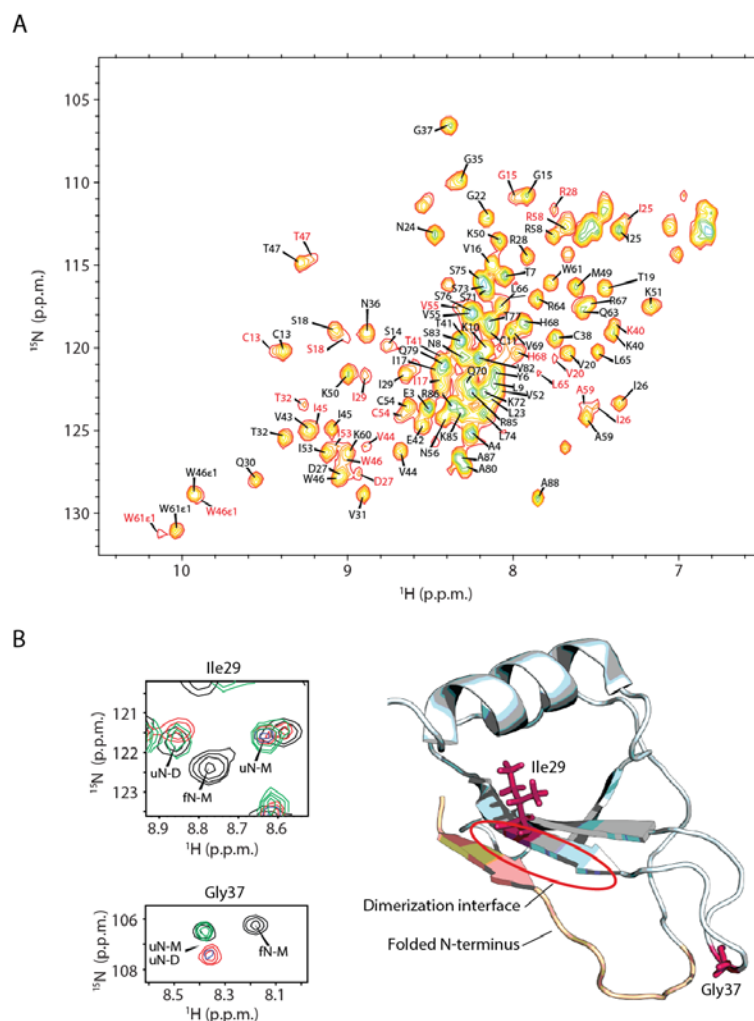 A
G37
G35
G15
G15
R28
G22
R58
I25
N24
K50
R58
I25
T47
V16
R28
T47
S75
T7
W61
M49
T19
S73
S76
S71
L66
R64
R67
K51
V55
N36
V55
T77
H68
Q63
S18
T41
K10
C13
C13
S83
C11
V69
C38
K40
S14
T41
N8
H68
K40
S18
Q79
V82
V20
L65
I17
Q70
Y6
V20
K50
I29
I29
I17
L9
L65
V52
A59
I26
T32
C54
E3
R86
K72
I26
I45
C54
L23
V43
I45
R85
A59
T32
I53
K60
V44
E42
K85
L74
I53
N56
A4
W46
Q30
D27
V44
A87
W46ε1
W46
D27
A80
W61ε1
W61ε1
W46ε1
V31
A88
105
110
115
120
125
130
10
9
8
7
15N (p.p.m.)
1H (p.p.m.)
B
Ile29
121
122
123
uN-D
uN-M
fN-M
8.9
8.8
8.7
8.6
15N (p.p.m.)
1H (p.p.m.)
Gly37
106
108
uN-M
uN-D
fN-M
8.5
8.3
8.1
15N (p.p.m.)
1H (p.p.m.)
Ile29
Dimerization interface
Folded N-terminus
Gly37